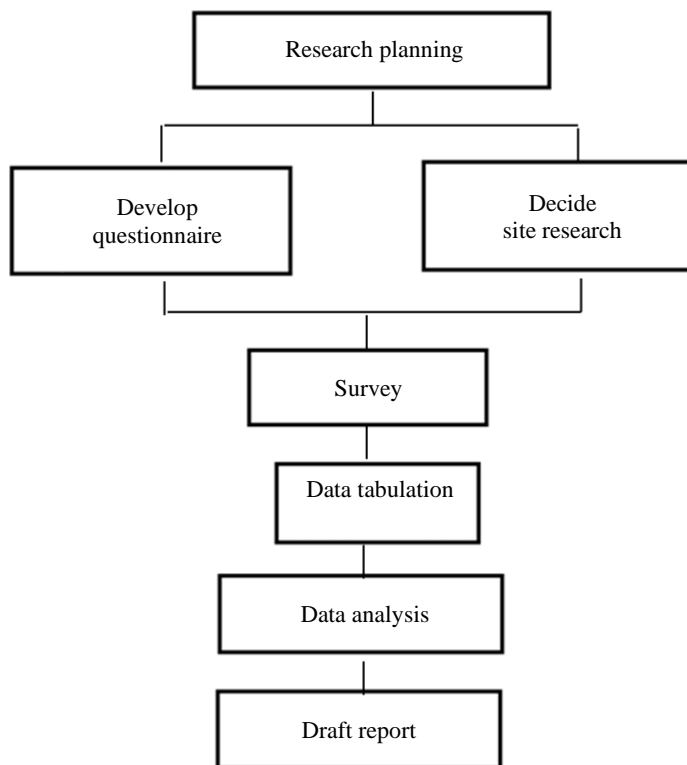 Research planning
Develop
questionnaire
Decide
site research
Survey
Data tabulation
Data analysis
Draft report